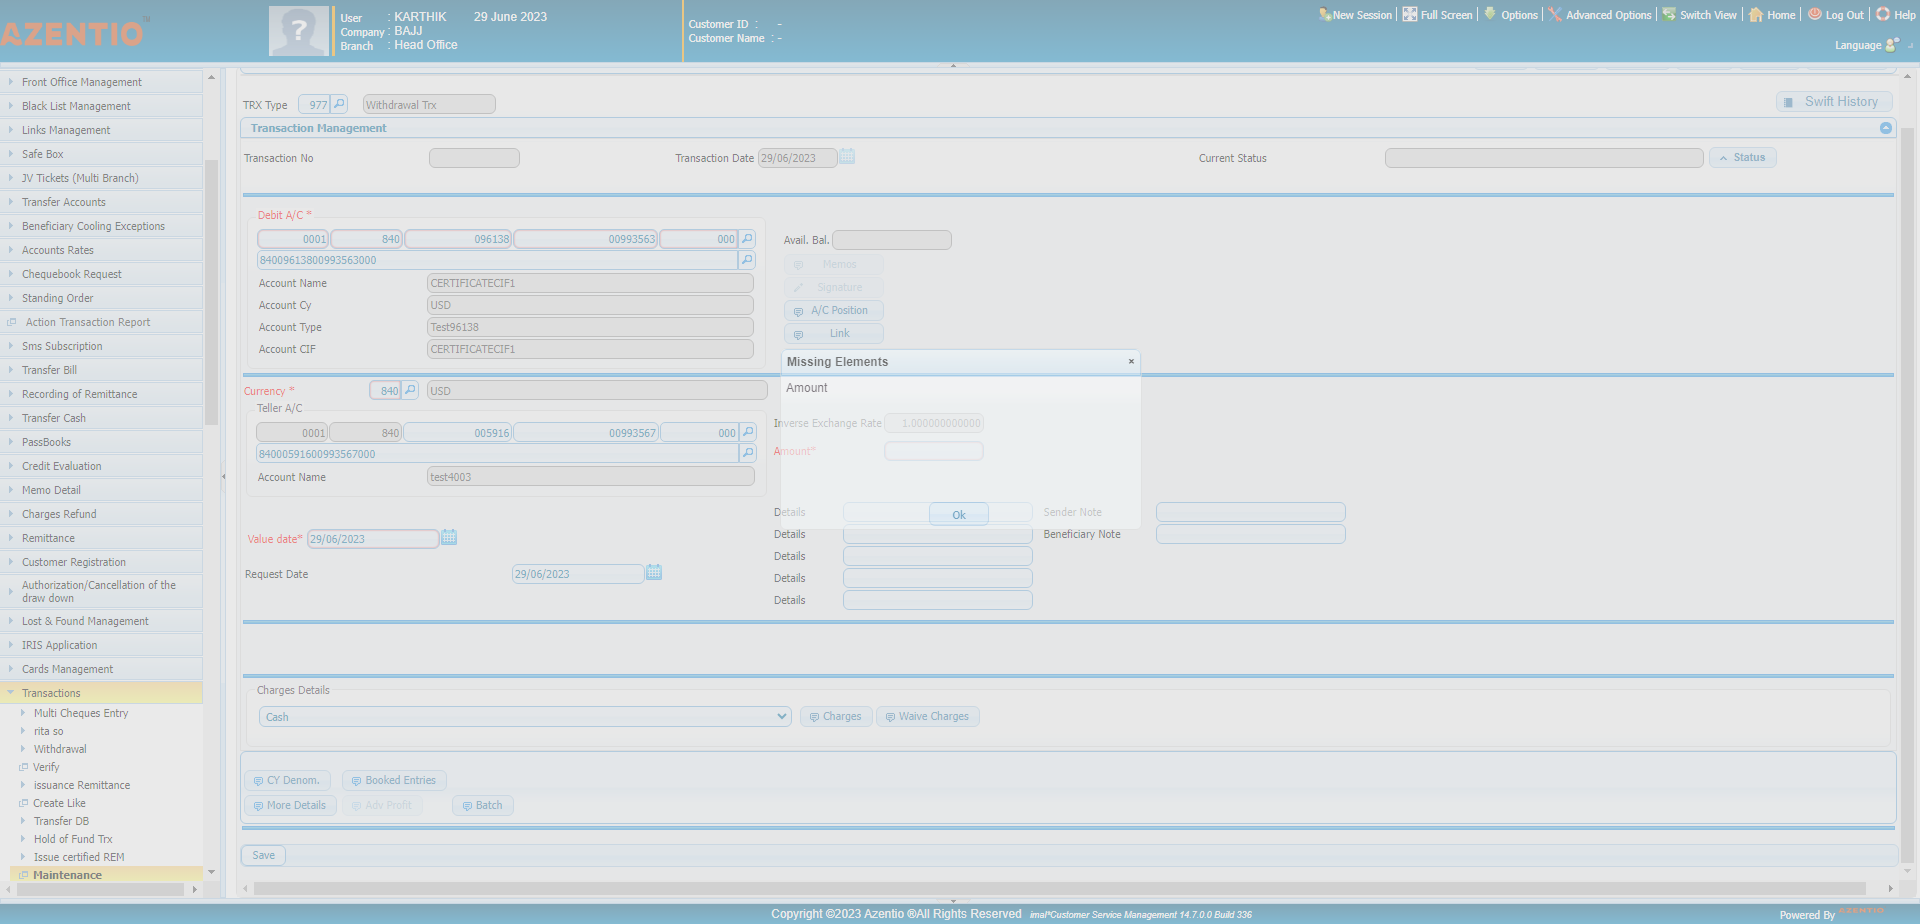 AZENTIO™
User : KARTHIK 29 June 2023
Company : BAJJ
Branch : Head Office
Customer ID : -
Customer Name : -
New Session Full Screen Options Advanced Options Switch View Home Log Out Help
Language
Front Office Management
Black List Management
Links Management
Safe Box
JV Tickets (Multi Branch)
Transfer Accounts
Beneficiary Cooling Exceptions
Accounts Rates
Chequebook Request
Standing Order
Action Transaction Report
Sms Subscription
Transfer Bill
Recording of Remittance
Transfer Cash
PassBooks
Credit Evaluation
Memo Detail
Charges Refund
Remittance
Customer Registration
Authorization/Cancellation of the
draw down
Lost & Found Management
IRIS Application
Cards Management
Transactions
Multi Cheques Entry
rita so
Withdrawal
Verify
issuance Remittance
Create Like
Transfer DB
Hold of Fund Trx
Issue certified REM
Maintenance
TRX Type 977 Withdrawal Trx Swift History
Transaction Management
Transaction No Transaction Date 29/06/2023 Current Status Status
Debit A/C *
0001 840 096138 00993563 000
84009613800993563000
Account Name CERTIFICATECIF1
Account Cy USD
Account Type Test96138
Account CIF CERTIFICATECIF1
Avail. Bal.
Memos
Signature
A/C Position
Link
Missing Elements ×
Amount
Ok
Currency * 840 USD
Teller A/C
0001 840 005916 00993567 000
84000591600993567000
Account Name test4003
Inverse Exchange Rate 1.000000000000
Amount*
Value date* 29/06/2023
Request Date 29/06/2023
Details Sender Note
Details Beneficiary Note
Details
Details
Details
Charges Details
Cash Charges Waive Charges
CY Denom. Booked Entries
More Details Adv Profit Batch
Save
Copyright ©2023 Azentio ®All Rights Reserved imal*Customer Service Management 14.7.0.0 Build 336
Powered By AZENTIO